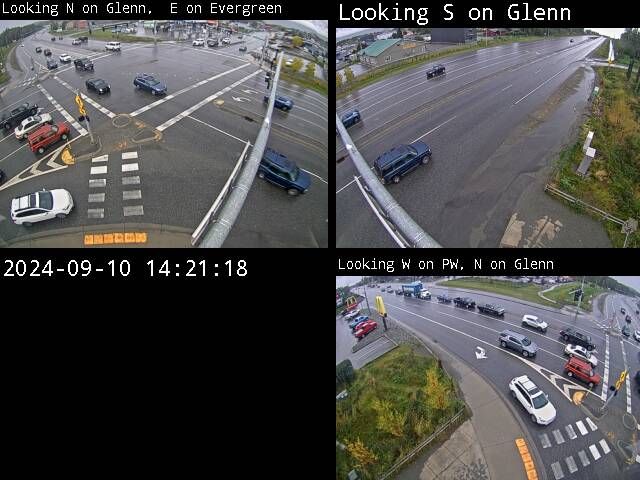 Looking N on Glenn,  E on Evergreen
Looking S on Glenn
2024-09-10 14:21:18
Looking W on PW, N on Glenn